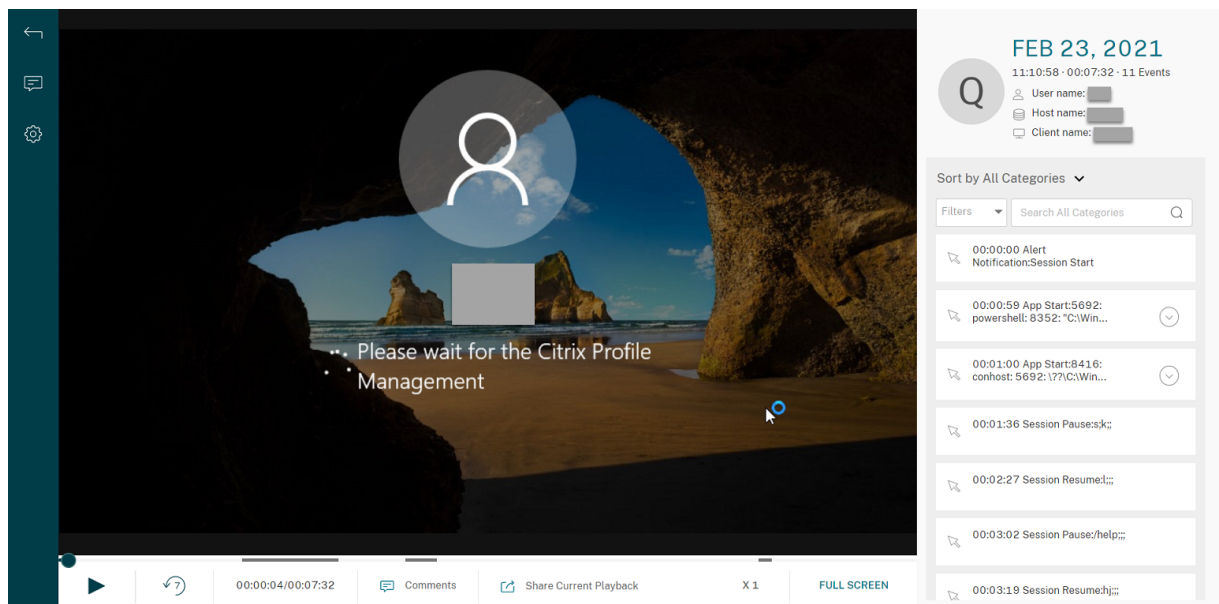 FEB 23, 2021
11:10:58 · 00:07:32 · 11 Events
Q
User name:
Host name:
Client name:
Sort by All Categories
Filters
Search All Categories
00:00:00 Alert
Notification:Session Start
00:00:59 App Start:5692:
powershell: 8352: "C:\Win...
00:01:00 App Start:8416:
conhost: 5692: \??\C:\Win...
00:01:36 Session Pause:s;k;;
00:02:27 Session Resume:l;;;
00:03:02 Session Pause:/help;;;
00:03:19 Session Resume:hj;;;
Please wait for the Citrix Profile
Management
7
00:00:04/00:07:32
Comments
Share Current Playback
X 1
FULL SCREEN